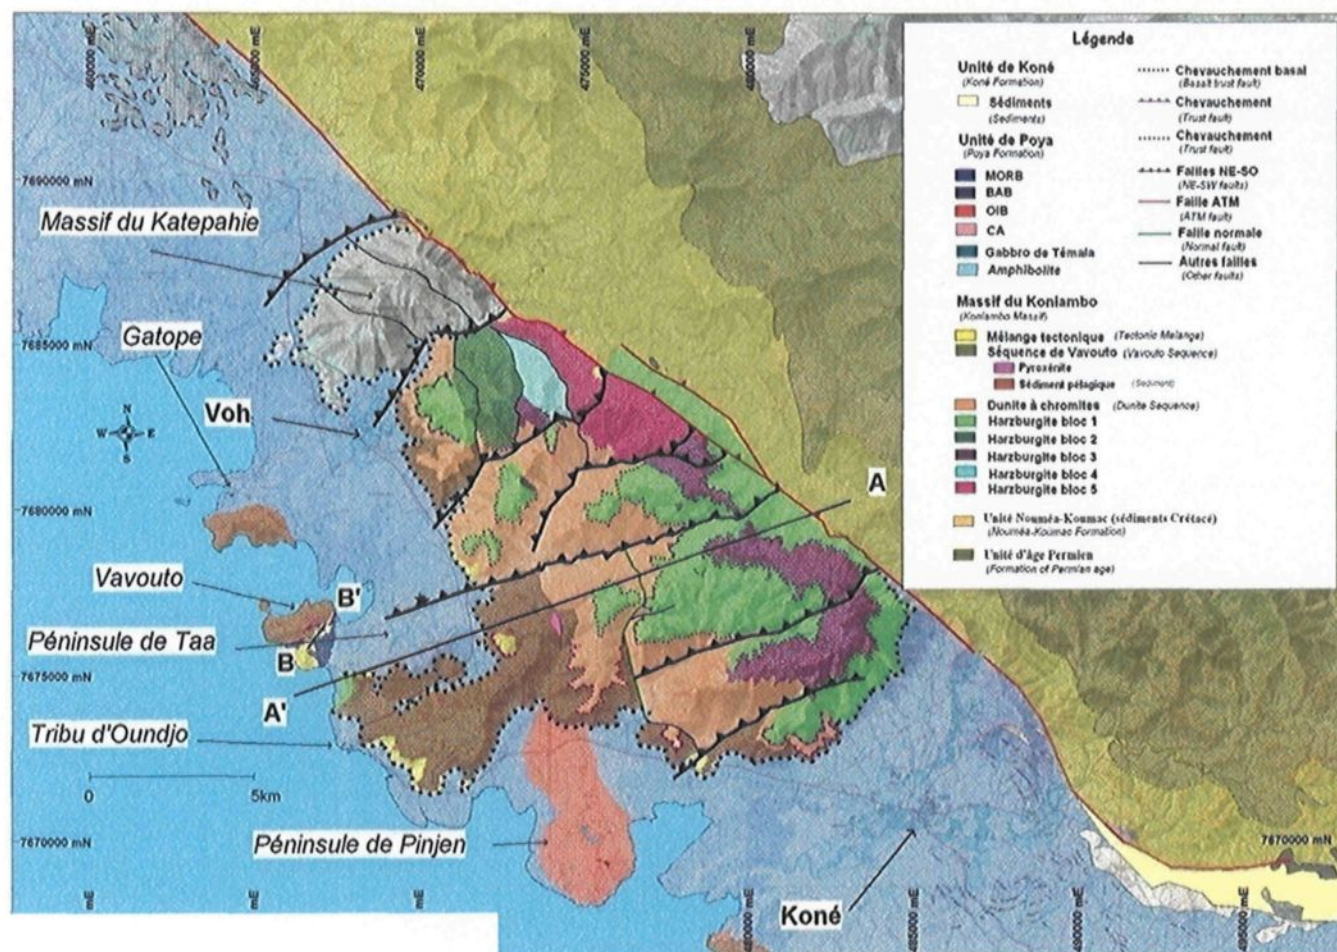 460000 mE
465000 mE
470000 mE
475000 mE
7690000 mN
Massif du Katepahie
Gatope
7685000 mN
Voh
N
W E
S
7680000 mN
A
Vavouto
B'
Péninsule de Taa
B
7675000 mN
A'
Tribu d'Oundjo
0 5km
7670000 mN
Péninsule de Pinjen
Koné
7670000 mN
Légende
Unité de Koné
(Koné Formation)
Sédiments
(Sediments)
Unité de Poya
(Poya Formation)
MORB
BAB
OIB
CA
Gabbro de Témala
Amphibolite
Massif du Koniambo
(Koniambo Massif)
Mélange tectonique (Tectonic Melange)
Séquence de Vavouto (Vavouto Sequence)
Pyroxénite
Sédiment pélagique (Sediment)
Dunite à chromites (Dunite Sequence)
Harzburgite bloc 1
Harzburgite bloc 2
Harzburgite bloc 3
Harzburgite bloc 4
Harzburgite bloc 5
Unité Nouméa-Koumac (sédiments Crétacé)
(Nouméa-Koumac Formation)
Unité d'âge Permien
(Formation of Permian age)
Chevauchement basal
(Basalt trust fault)
Chevauchement
(Trust fault)
Chevauchement
(Trust fault)
Failles NE-SO
(NE-SW faults)
Faille ATM
(ATM fault)
Faille normale
(Normal fault)
Autres failles
(Other faults)